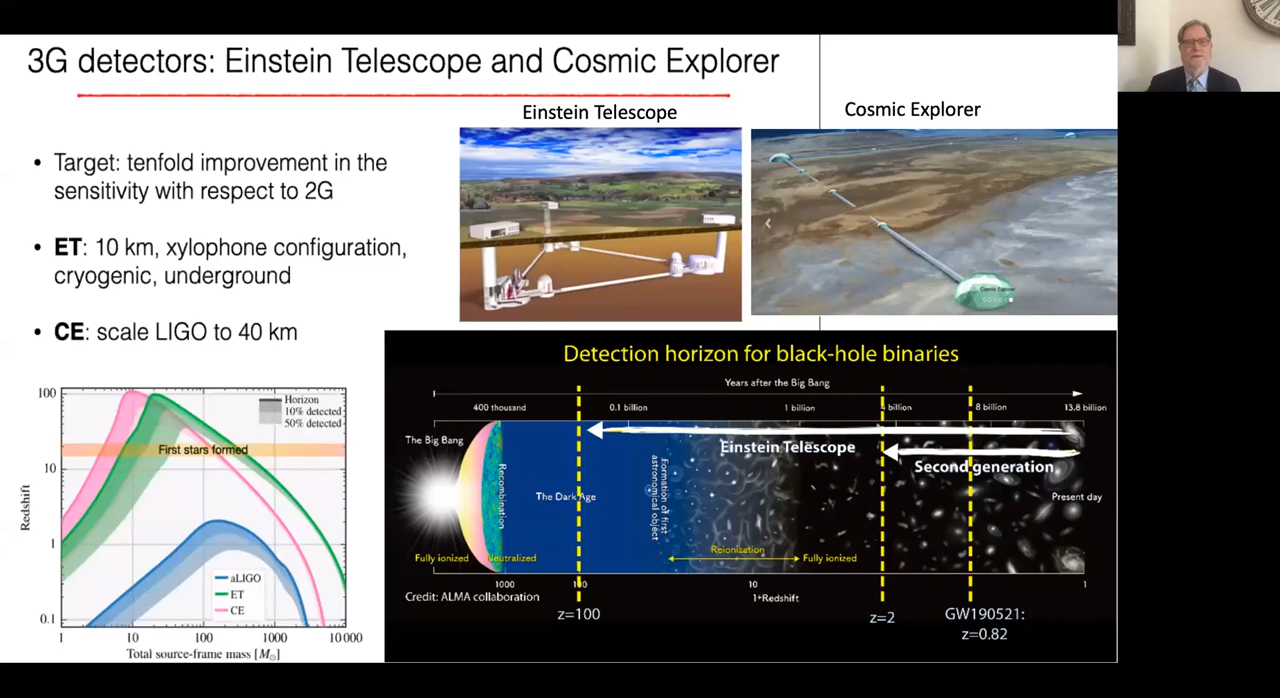 3G detectors: Einstein Telescope and Cosmic Explorer
Einstein Telescope
Cosmic Explorer
• Target: tenfold improvement in the
sensitivity with respect to 2G
• ET: 10 km, xylophone configuration,
cryogenic, underground
• CE: scale LIGO to 40 km
Cosmic Explorer
Detection horizon for black-hole binaries
Years after the Big Bang
400 thousand
0.1 billion
1 billion
billion
8 billion
13.8 billion
The Big Bang
Recombination
The Dark Age
Formation of first
astronomical object
Einstein Telescope
Second generation
Present day
Fully ionized
Neutralized
Reionization
Fully ionized
1000
100
10
1
Credit: ALMA collaboration
1+Redshift
z=100
z=2
GW190521:
z=0.82
Horizon
10% detected
50% detected
First stars formed
Redshift
100
10
1
0.1
aLIGO
ET
CE
1
10
100
1000
10 000
Total source-frame mass [M⊙]